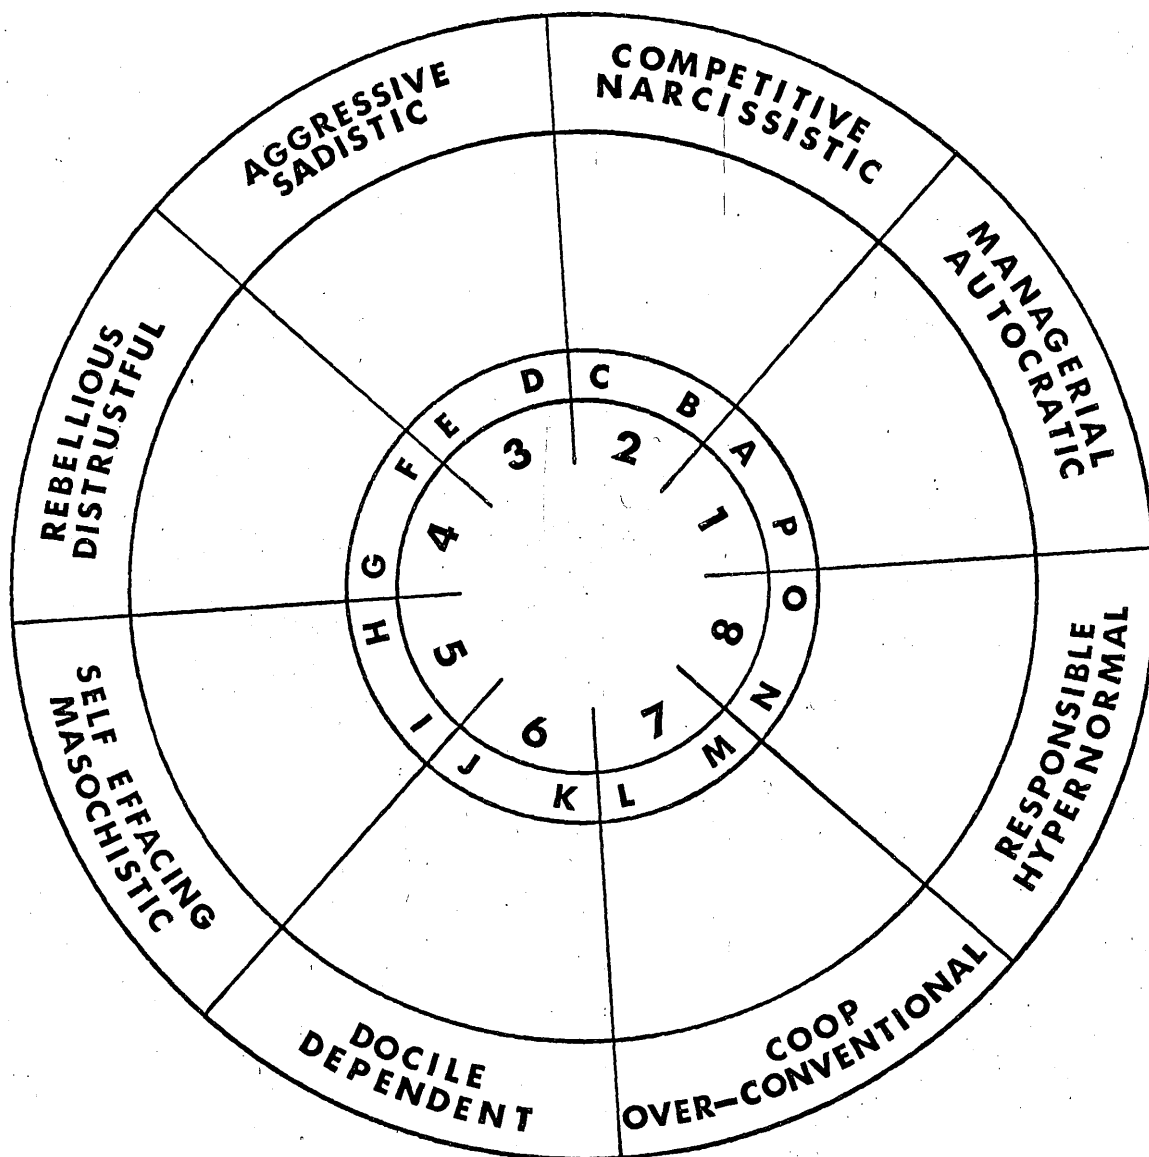 COMPETITIVE
NARCISSISTIC
MANAGERIAL
AUTOCRATIC
RESPONSIBLE
HYPERNORMAL
COOP
OVER-CONVENTIONAL
DOCILE
DEPENDENT
SELF EFFACING
MASOCHISTIC
REBELLIOUS
DISTRUSTFUL
AGGRESSIVE
SADISTIC
A
B
C
D
E
F
G
H
I
J
K
L
M
N
O
P
1
2
3
4
5
6
7
8